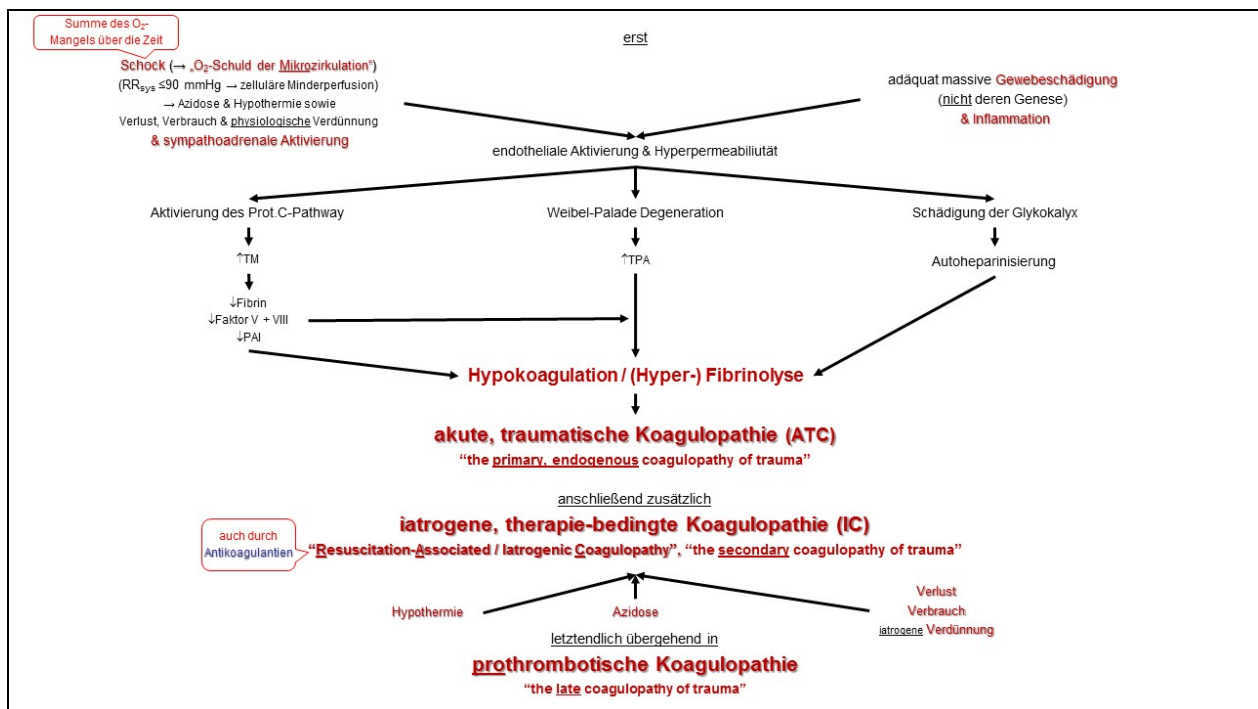 Summe des O₂-
Mangels über die Zeit
erst
Schock (→ „O₂-Schuld der Mikrozirkulation“)
(RRsys ≤90 mmHg → zelluläre Minderperfusion)
→ Azidose & Hypothermie sowie
Verlust, Verbrauch & physiologische Verdünnung
& sympathoadrenale Aktivierung
adäquat massive Gewebeschädigung
(nicht deren Genese)
& Inflammation
endotheliale Aktivierung & Hyperpermeabiliutät
Aktivierung des Prot.C-Pathway
Weibel-Palade Degeneration
Schädigung der Glykokalyx
↑TM
↑TPA
Autoheparinisierung
↓Fibrin
↓Faktor V + VIII
↓PAI
Hypokoagulation / (Hyper-) Fibrinolyse
akute, traumatische Koagulopathie (ATC)
“the primary, endogenous coagulopathy of trauma”
anschließend zusätzlich
iatrogene, therapie-bedingte Koagulopathie (IC)
auch durch
Antikoagulantien
“Resuscitation-Associated / Iatrogenic Coagulopathy”, “the secondary coagulopathy of trauma”
Hypothermie
Azidose
Verlust
Verbrauch
iatrogene Verdünnung
letztendlich übergehend in
prothrombotische Koagulopathie
“the late coagulopathy of trauma”